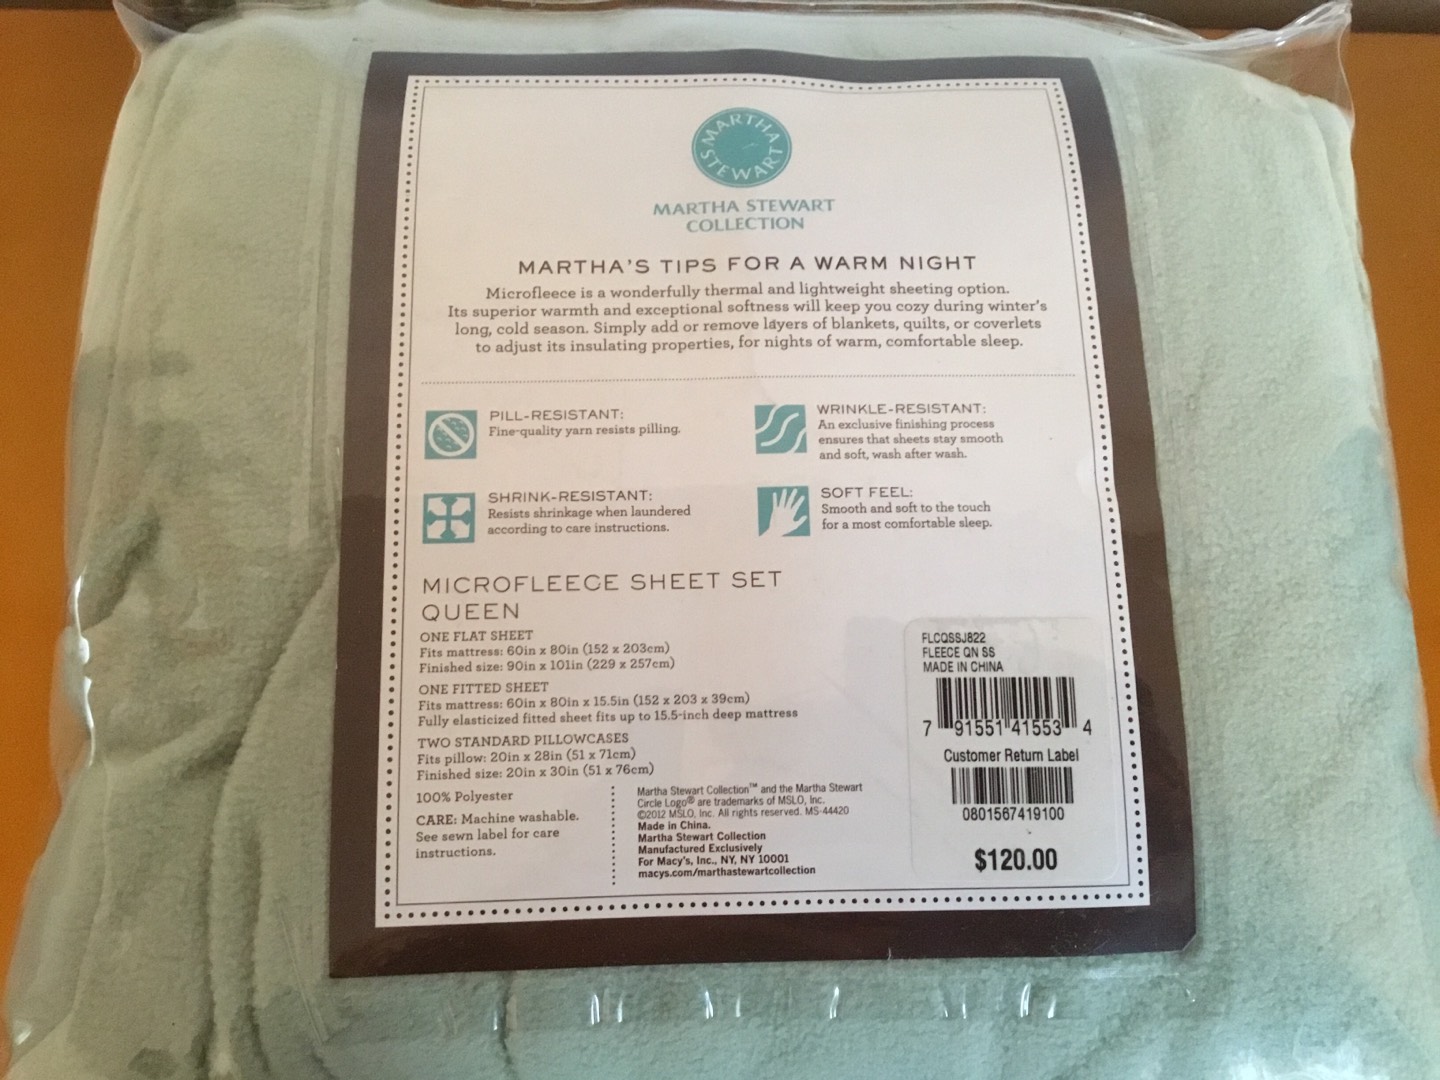 MARTHA STEWART
MARTHA STEWART
COLLECTION
MARTHA'S TIPS FOR A WARM NIGHT
Microfleece is a wonderfully thermal and lightweight sheeting option.
Its superior warmth and exceptional softness will keep you cozy during winter's
long, cold season. Simply add or remove layers of blankets, quilts, or coverlets
to adjust its insulating properties, for nights of warm, comfortable sleep.
PILL-RESISTANT:
Fine-quality yarn resists pilling.
WRINKLE-RESISTANT:
An exclusive finishing process
ensures that sheets stay smooth
and soft, wash after wash.
SHRINK-RESISTANT:
Resists shrinkage when laundered
according to care instructions.
SOFT FEEL:
Smooth and soft to the touch
for a most comfortable sleep.
MICROFLEECE SHEET SET
QUEEN
ONE FLAT SHEET
Fits mattress: 60in x 80in (152 x 203cm)
Finished size: 90in x 101in (229 x 257cm)
ONE FITTED SHEET
Fits mattress: 60in x 80in x 15.5in (152 x 203 x 39cm)
Fully elasticized fitted sheet fits up to 15.5-inch deep mattress
TWO STANDARD PILLOWCASES
Fits pillow: 20in x 28in (51 x 71cm)
Finished size: 20in x 30in (51 x 76cm)
100% Polyester
CARE: Machine washable.
See sewn label for care
instructions.
Martha Stewart Collection™ and the Martha Stewart
Circle Logo® are trademarks of MSLO, Inc.
©2012 MSLO, Inc. All rights reserved. MS-44420
Made in China.
Martha Stewart Collection
Manufactured Exclusively
For Macy's, Inc., NY, NY 10001
macys.com/marthastewartcollection
FLCQSSJ822
FLEECE QN SS
MADE IN CHINA
7 91551 41553 4
Customer Return Label
0801567419100
$120.00